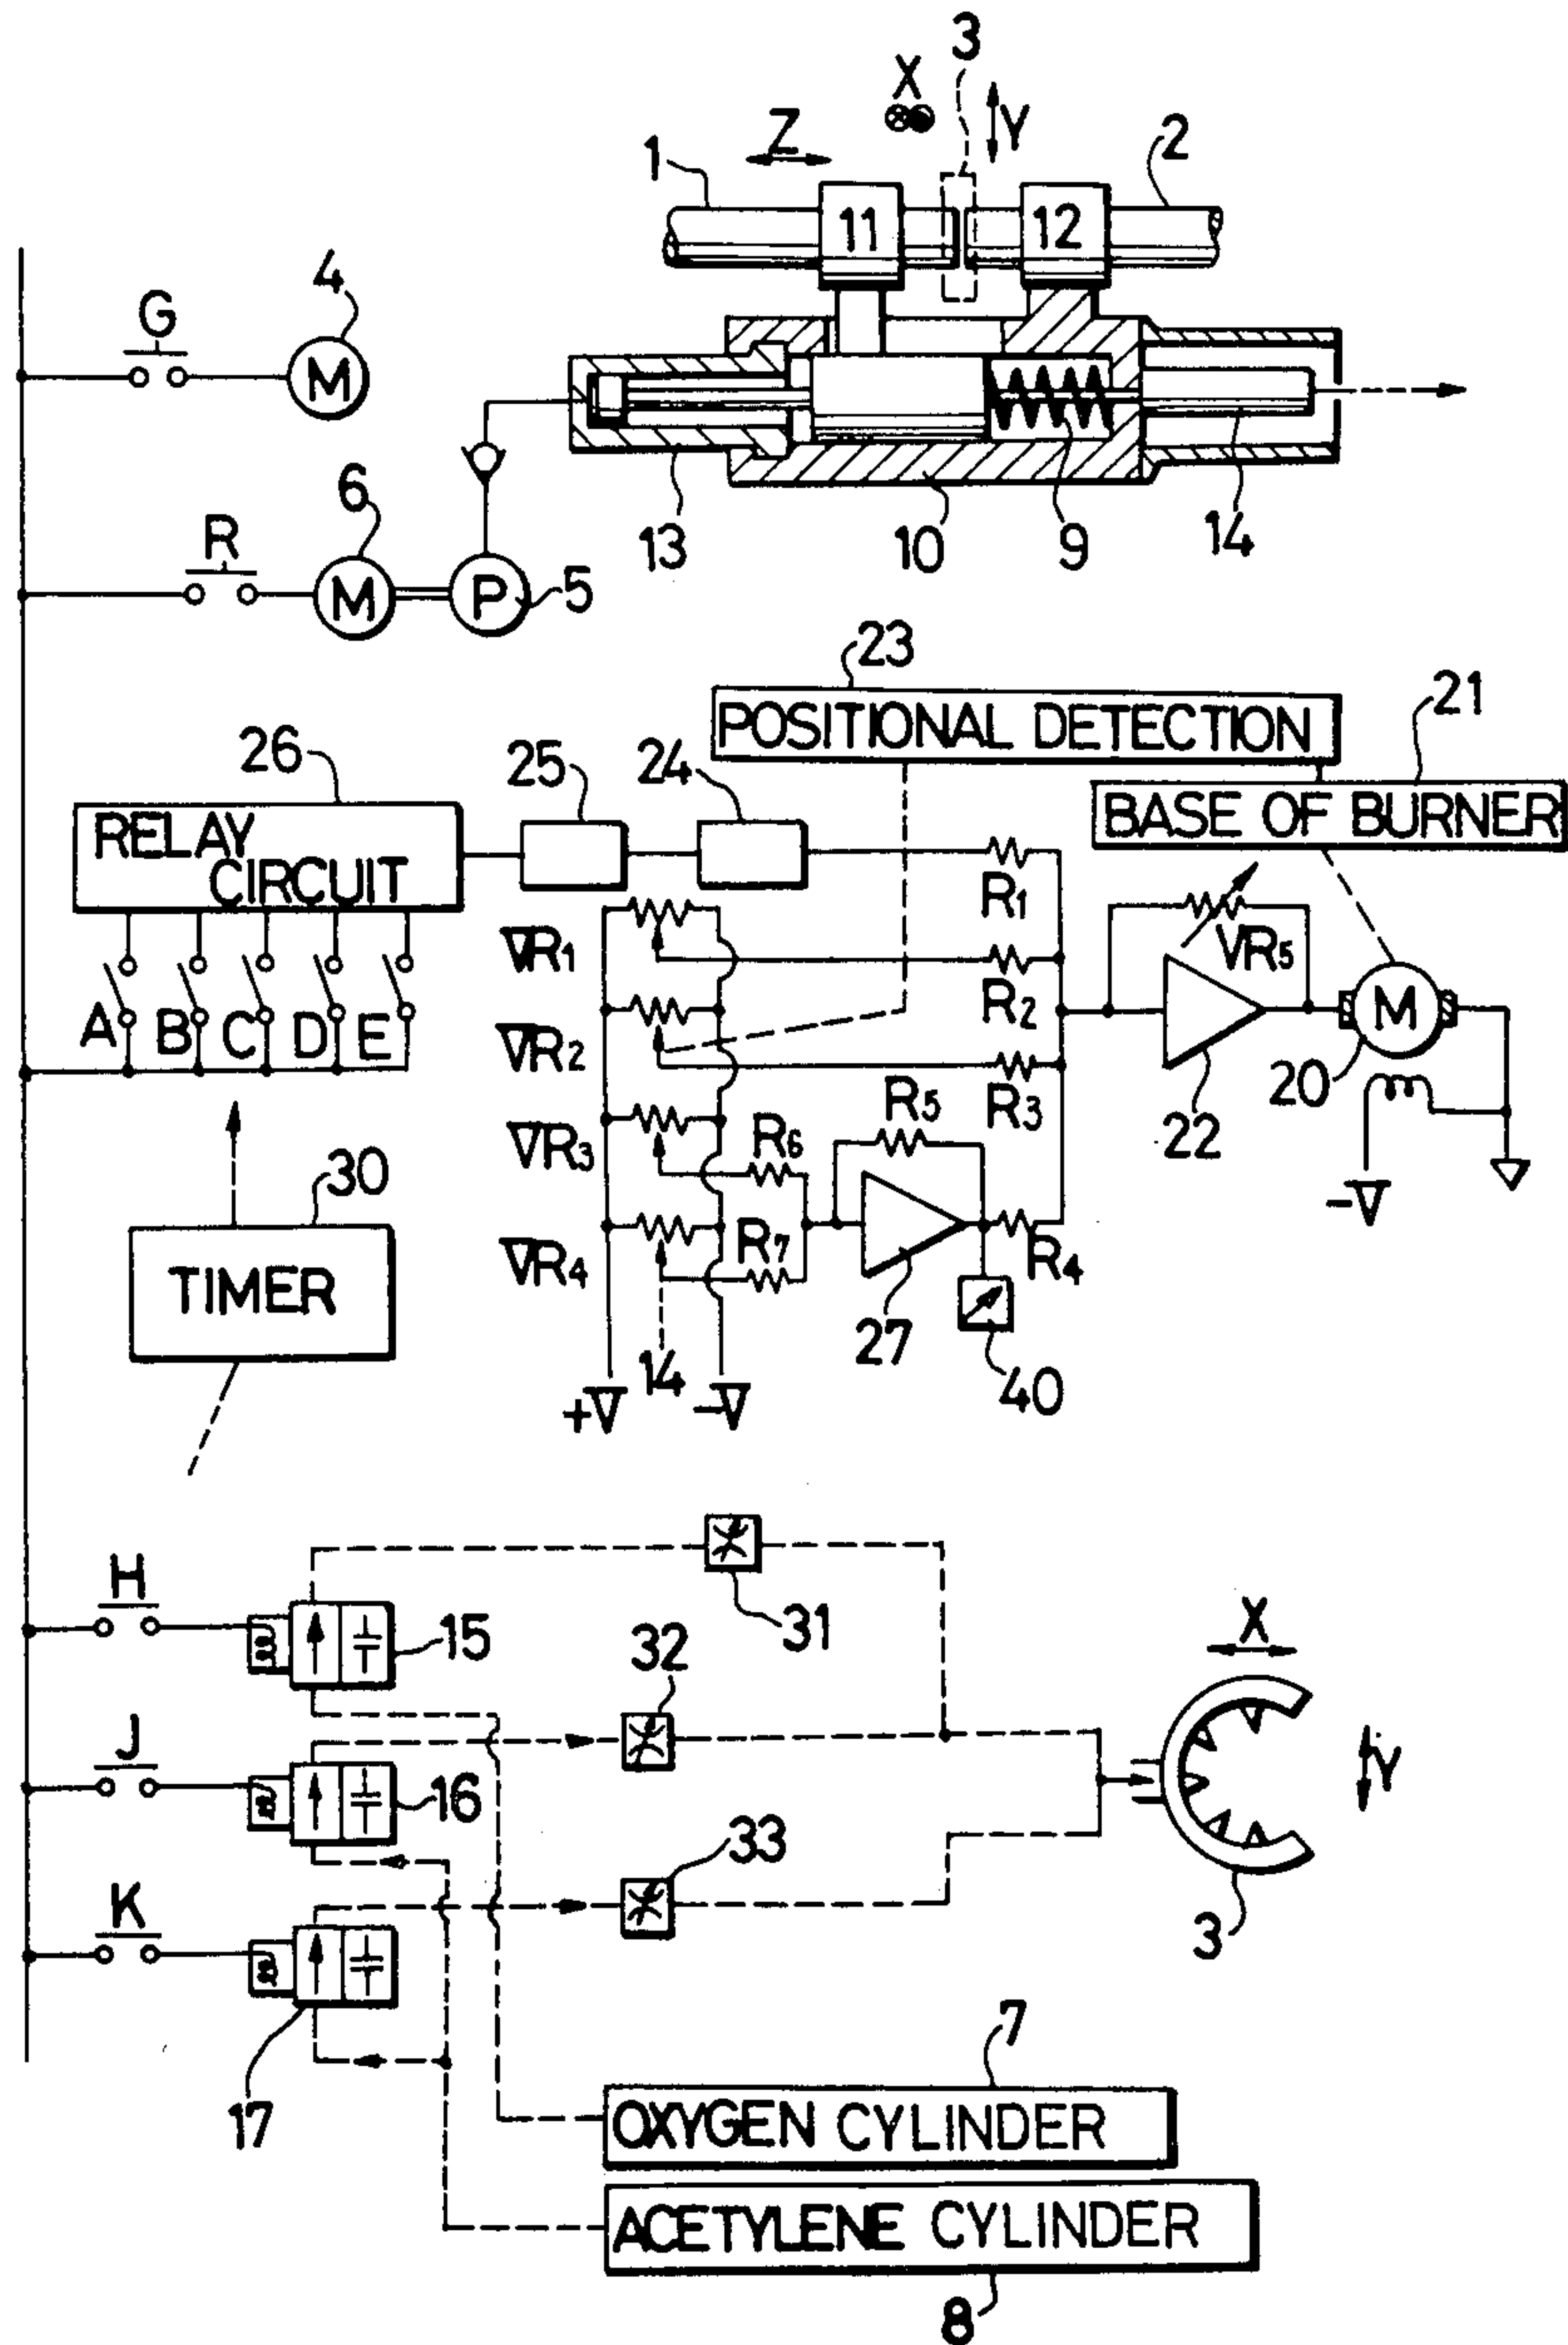 3
X
Y
Z
1
2
11
12
G
4
M
13
10
9
14
R
6
M
P
5
23
POSITIONAL DETECTION
21
BASE OF BURNER
26
25
24
RELAY CIRCUIT
R1
VR1
R2
VR5
M
A B C D E
VR2
R3
22
20
VR3
R6
R5
-V
30
TIMER
VR4
R7
R4
27
40
+V
14
-V
H
15
31
32
X
J
16
Y
33
K
3
17
7
OXYGEN CYLINDER
ACETYLENE CYLINDER
8